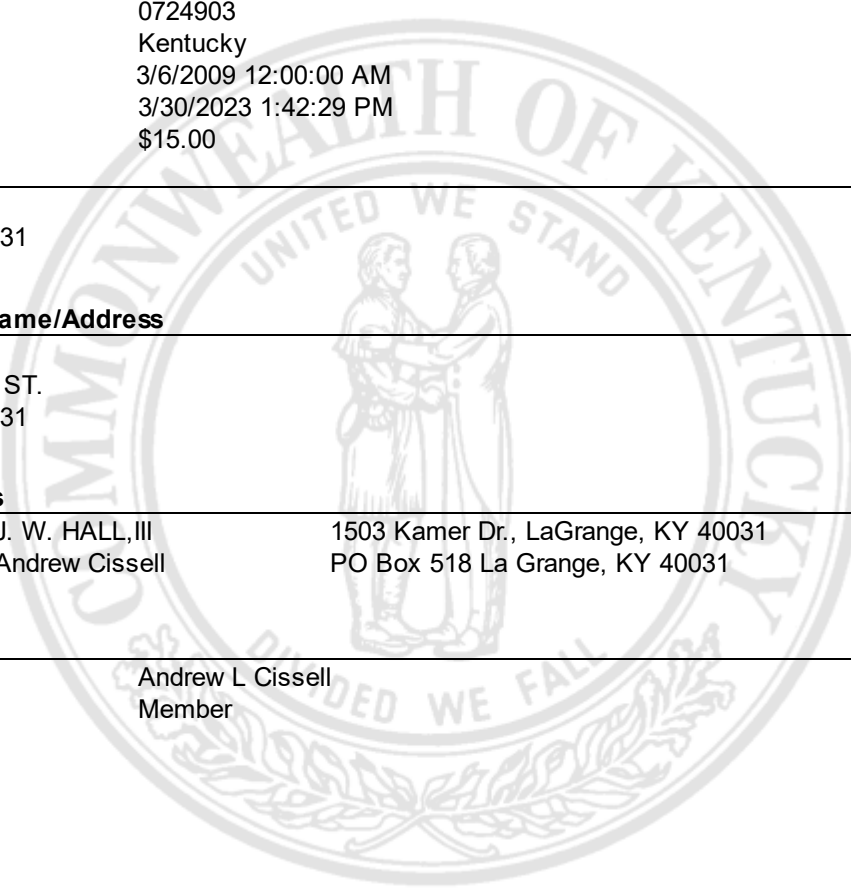 0724903
Kentucky
3/6/2009 12:00:00 AM
3/30/2023 1:42:29 PM
$15.00
31
ame/Address
ST.
31
s
J. W. HALL,III 1503 Kamer Dr., LaGrange, KY 40031
Andrew Cissell PO Box 518 La Grange, KY 40031
Andrew L Cissell
Member
COMMONWEALTH OF KENTUCKY
UNITED WE STAND
DIVIDED WE FALL